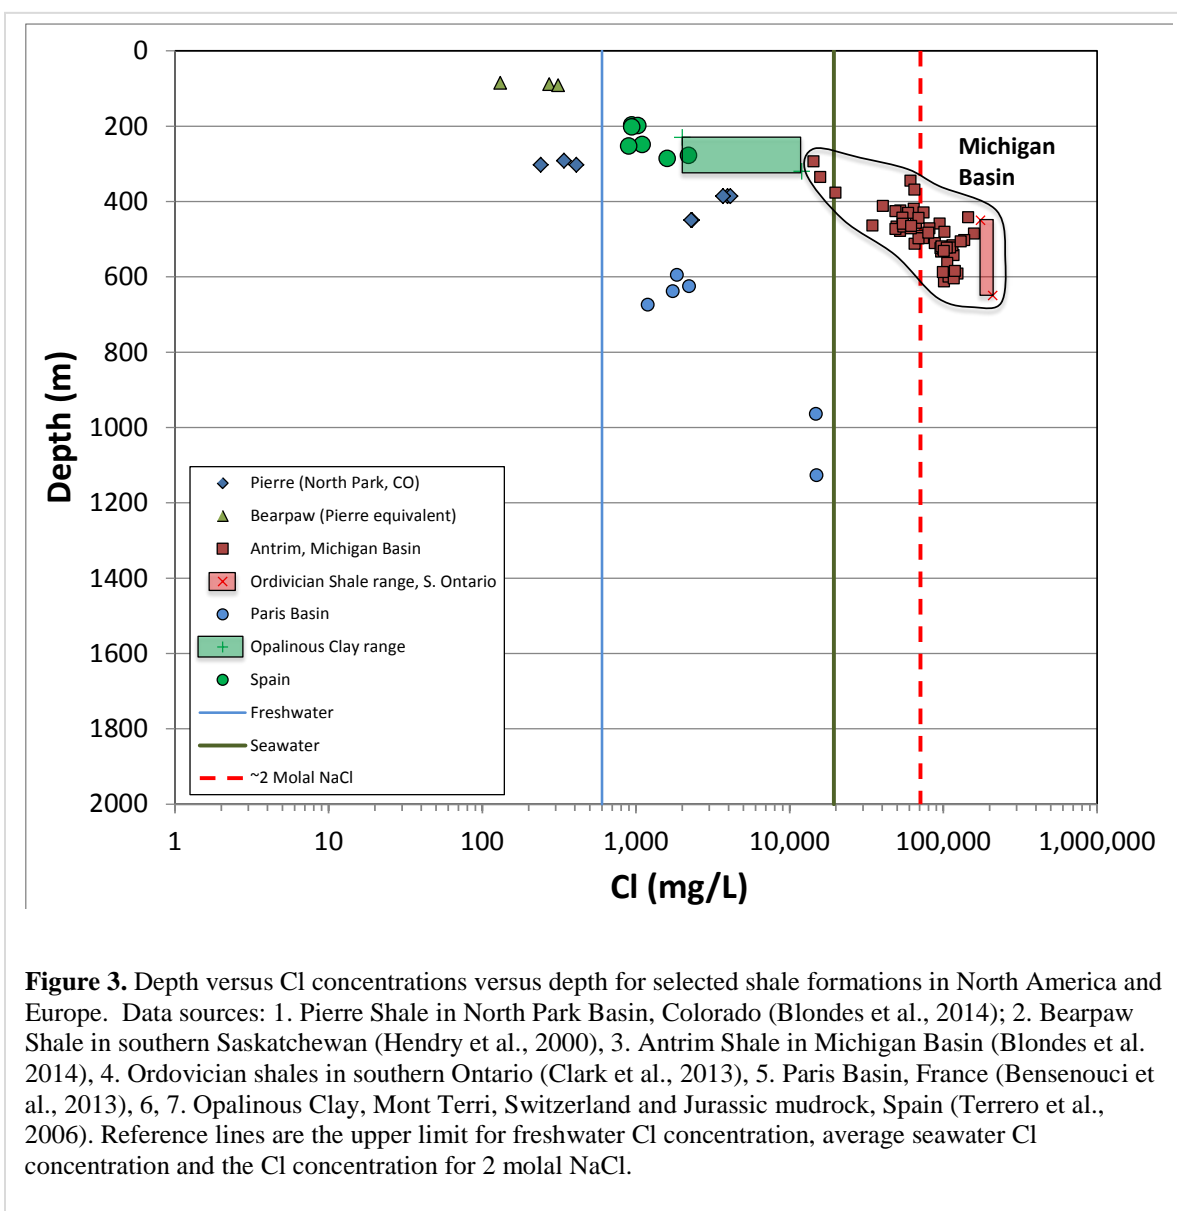 0
200
400
600
800
1000
1200
1400
1600
1800
2000
Depth (m)
Michigan
Basin
Pierre (North Park, CO)
Bearpaw (Pierre equivalent)
Antrim, Michigan Basin
Ordivician Shale range, S. Ontario
Paris Basin
Opalinous Clay range
Spain
Freshwater
Seawater
~2 Molal NaCl
1 10 100 1,000 10,000 100,000 1,000,000
Cl (mg/L)
Figure 3. Depth versus Cl concentrations versus depth for selected shale formations in North America and
Europe. Data sources: 1. Pierre Shale in North Park Basin, Colorado (Blondes et al., 2014); 2. Bearpaw
Shale in southern Saskatchewan (Hendry et al., 2000), 3. Antrim Shale in Michigan Basin (Blondes et al.
2014), 4. Ordovician shales in southern Ontario (Clark et al., 2013), 5. Paris Basin, France (Bensenouci et
al., 2013), 6, 7. Opalinous Clay, Mont Terri, Switzerland and Jurassic mudrock, Spain (Terrero et al.,
2006). Reference lines are the upper limit for freshwater Cl concentration, average seawater Cl
concentration and the Cl concentration for 2 molal NaCl.